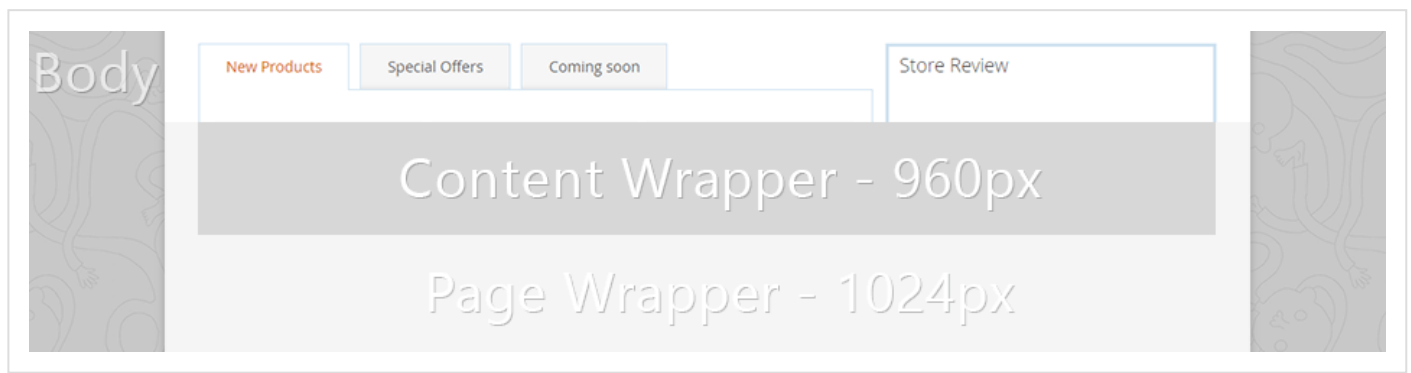 Body
New Products
Special Offers
Coming soon
Store Review
Content Wrapper - 960px
Page Wrapper - 1024px